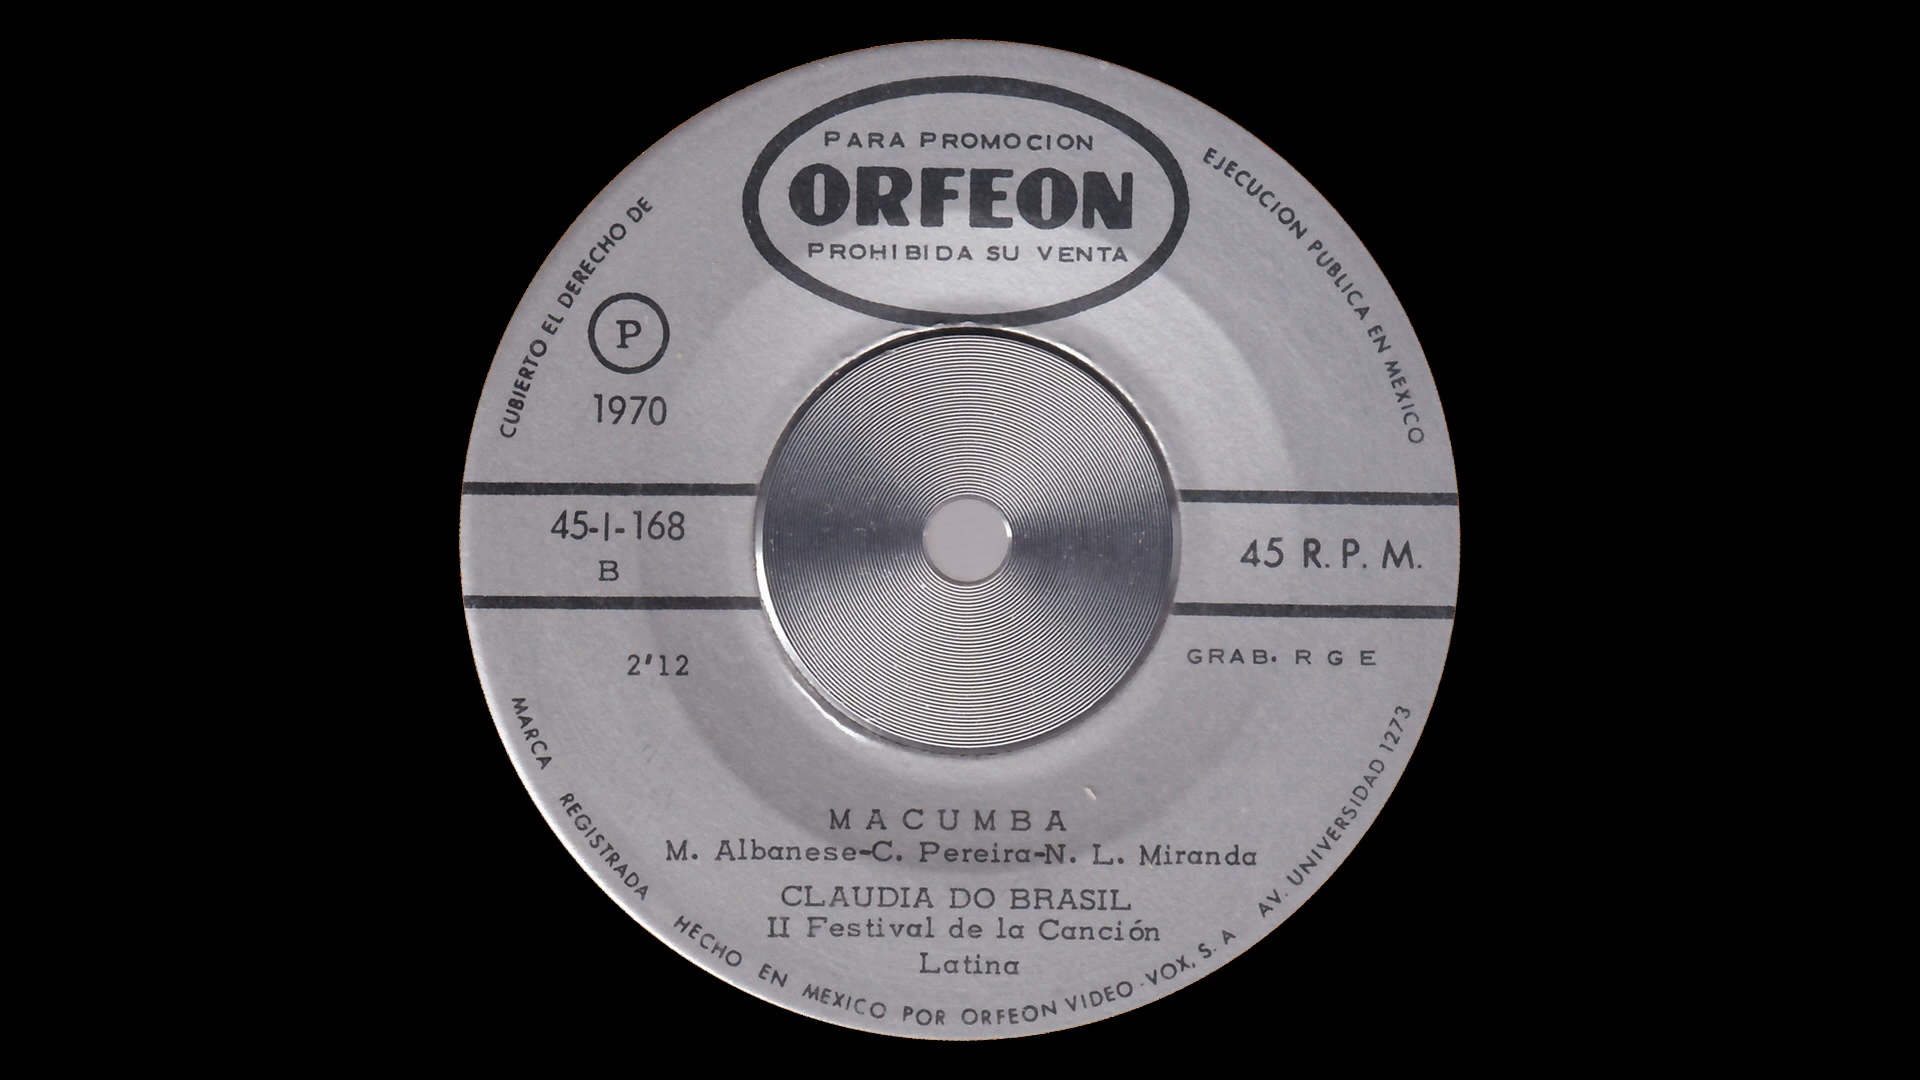 PARA PROMOCION
ORFEON
PROHIBIDA SU VENTA
CUBIERTO EL DERECHO DE
EJECUCION PUBLICA EN MEXICO
P
1970
45-I-168
B
45 R. P. M.
2'12
GRAB. R G E
MACUMBA
M. Albanese-C. Pereira-N. L. Miranda
CLAUDIA DO BRASIL
II Festival de la Canción
Latina
MARCA REGISTRADA HECHO EN MEXICO POR ORFEON VIDEO-VOX, S. A AV. UNIVERSIDAD 1273